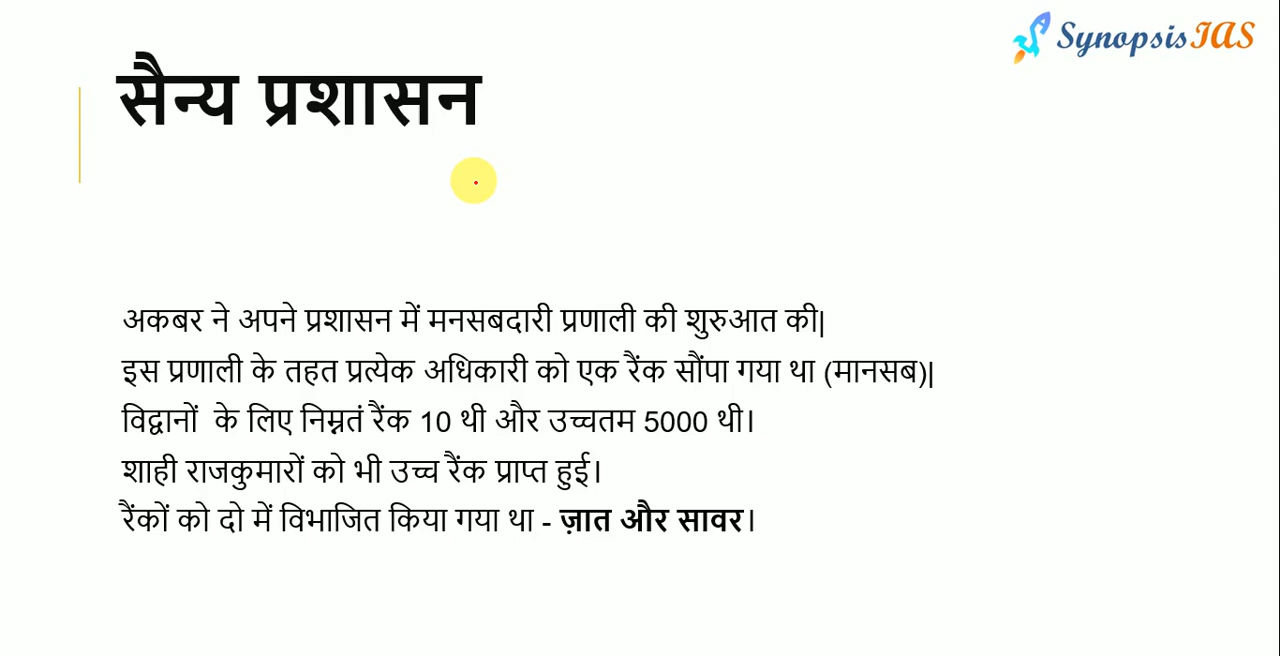 SynopsisIAS
सैन्य प्रशासन
अकबर ने अपने प्रशासन में मनसबदारी प्रणाली की शुरुआत की|
इस प्रणाली के तहत प्रत्येक अधिकारी को एक रैंक सौंपा गया था (मानसब)|
विद्वानों के लिए निम्नतं रैंक 10 थी और उच्चतम 5000 थी।
शाही राजकुमारों को भी उच्च रैंक प्राप्त हुई।
रैंकों को दो में विभाजित किया गया था - ज़ात और सावर।